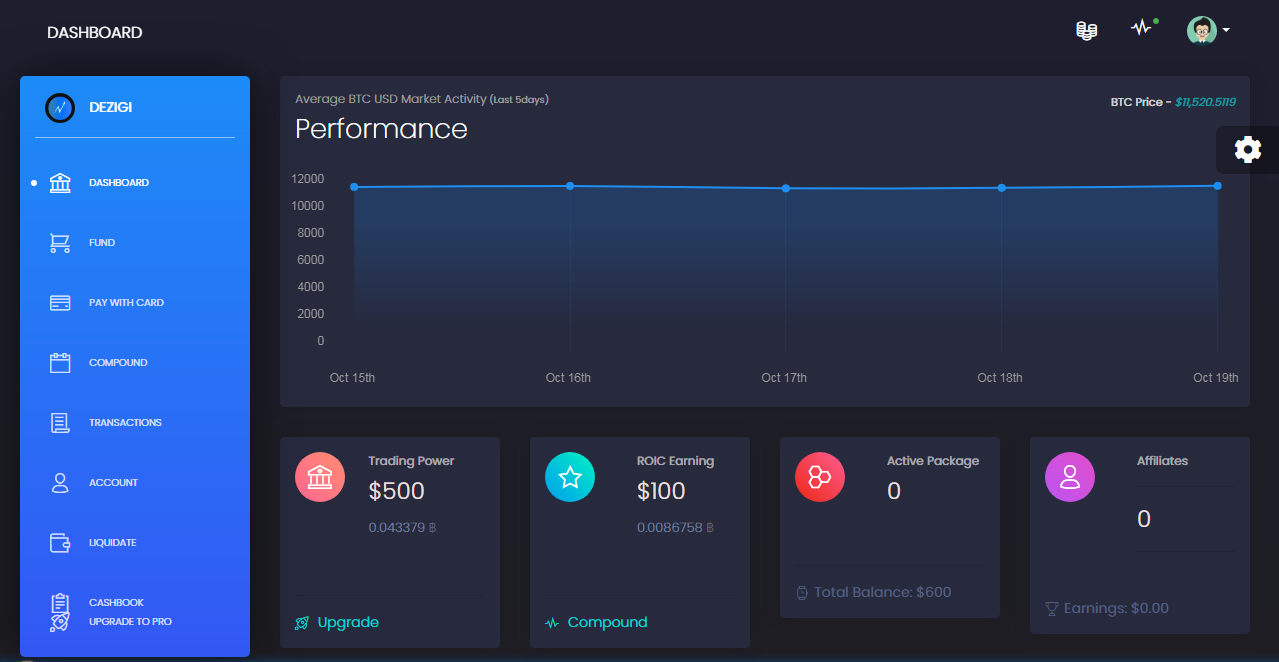 DASHBOARD
DEZIGI
DASHBOARD
FUND
PAY WITH CARD
COMPOUND
TRANSACTIONS
ACCOUNT
LIQUIDATE
CASHBOOK
UPGRADE TO PRO
Average BTC USD Market Activity (Last 5days)
BTC Price - $11,520.5119
Performance
12000
10000
8000
6000
4000
2000
0
Oct 15th Oct 16th Oct 17th Oct 18th Oct 19th
Trading Power
$500
0.043379 ฿
Upgrade
ROIC Earning
$100
0.0086758 ฿
Compound
Active Package
0
Total Balance: $600
Affiliates
0
Earnings: $0.00